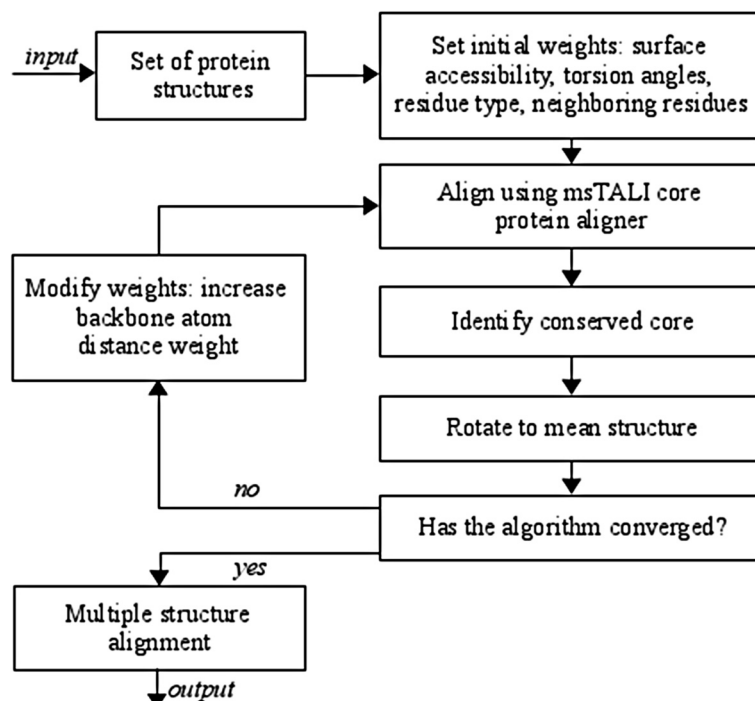 input
Set of protein
structures
Set initial weights: surface
accessibility, torsion angles,
residue type, neighboring residues
Align using msTALI core
protein aligner
Modify weights: increase
backbone atom
distance weight
Identify conserved core
Rotate to mean structure
no
Has the algorithm converged?
yes
Multiple structure
alignment
output